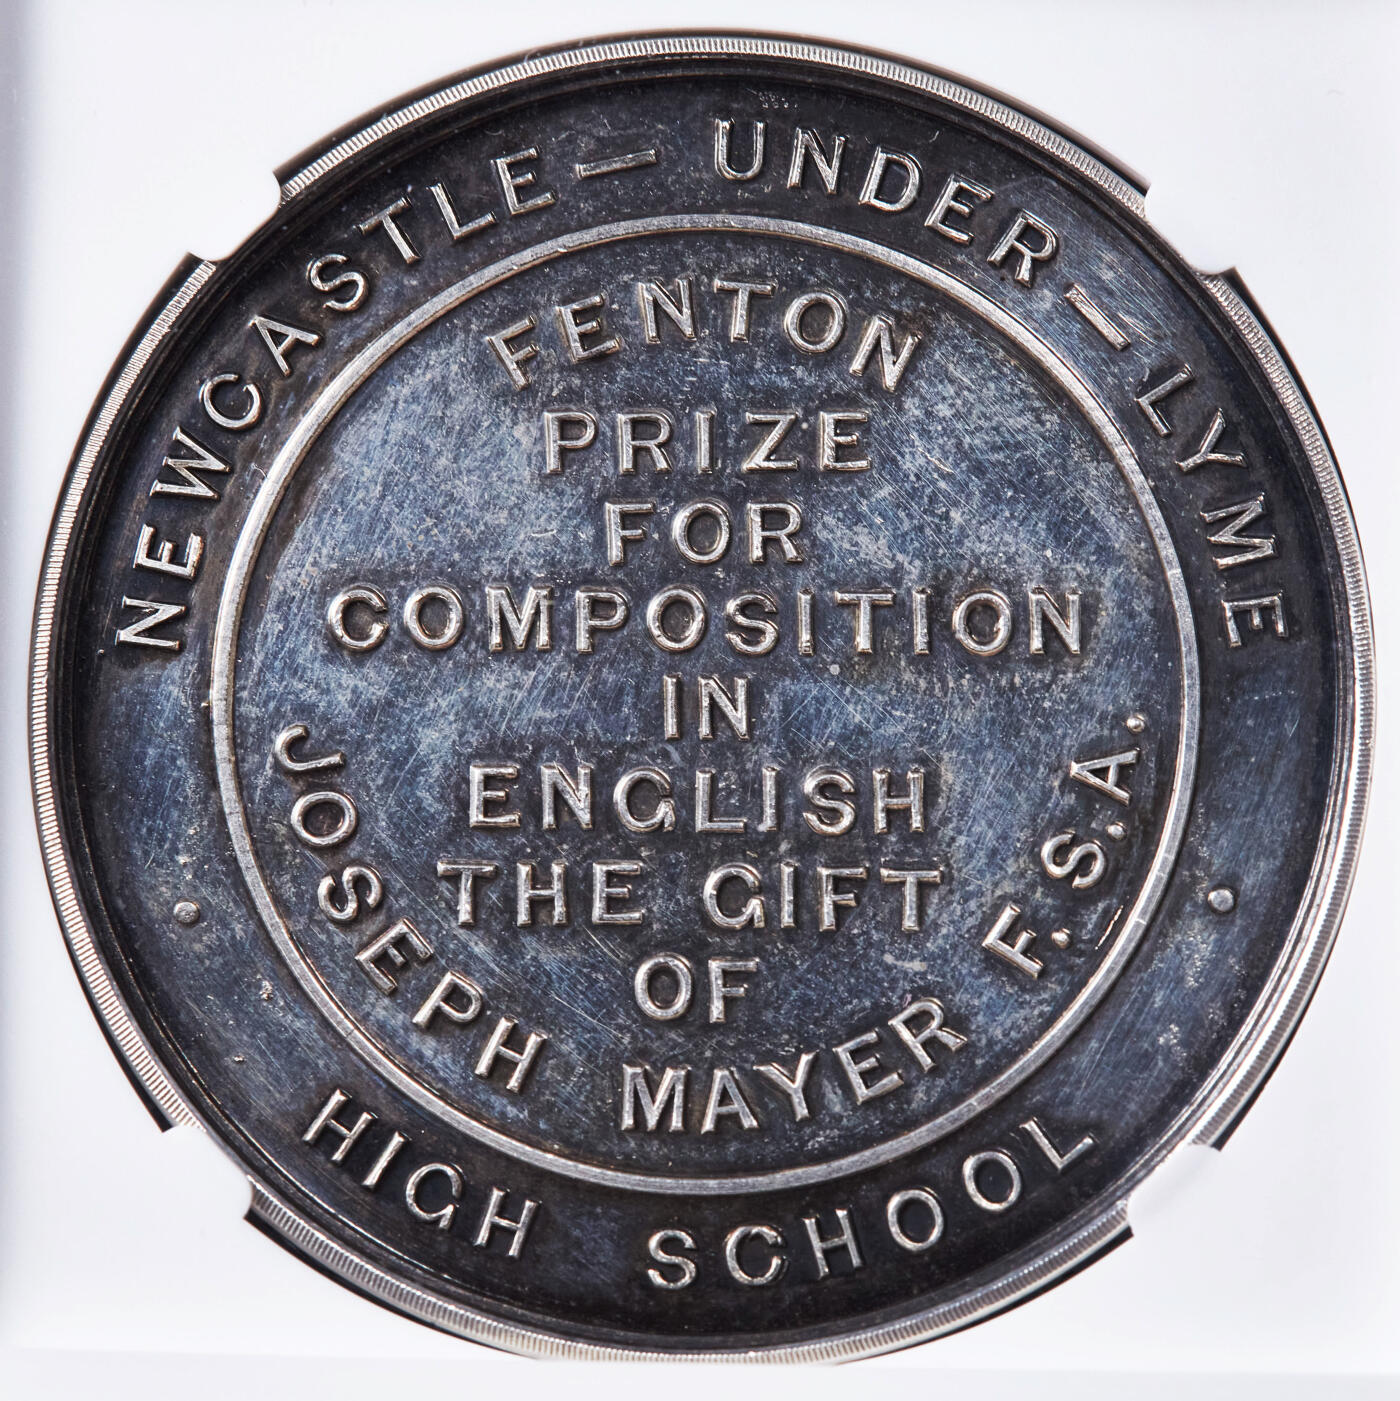 NEWCASTLE — UNDER — LYME
HIGH SCHOOL
FENTON
PRIZE
FOR
COMPOSITION
IN
ENGLISH
THE GIFT
OF
JOSEPH MAYER F.S.A.